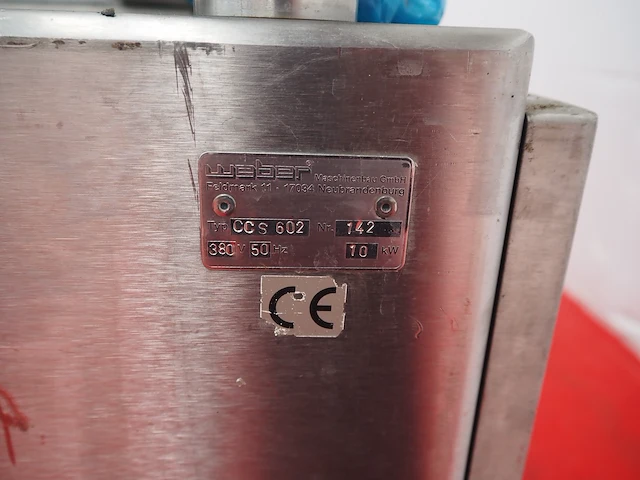 weber® Maschinenbau GmbH
Feldmark 11 - 17034 Neubrandenburg
Typ CCS 602 Nr. 142
380 V 50 Hz 10 kW
CE